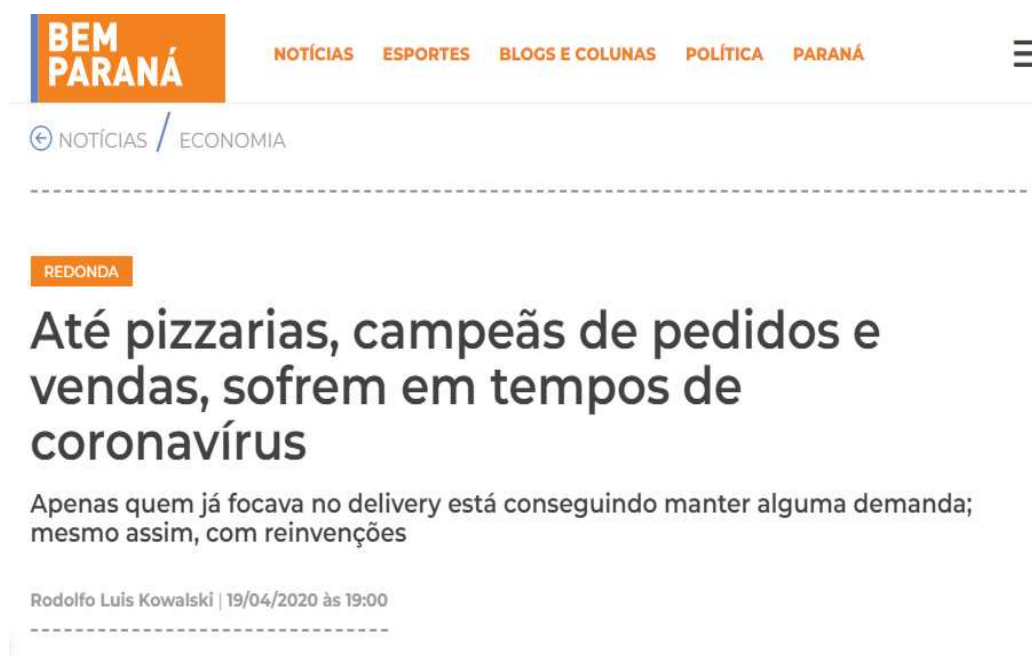 BEM
PARANÁ
NOTÍCIAS ESPORTES BLOGS E COLUNAS POLÍTICA PARANÁ
NOTÍCIAS / ECONOMIA
REDONDA
Até pizzarias, campeãs de pedidos e
vendas, sofrem em tempos de
coronavírus
Apenas quem já focava no delivery está conseguindo manter alguma demanda;
mesmo assim, com reinvenções
Rodolfo Luis Kowalski | 19/04/2020 às 19:00